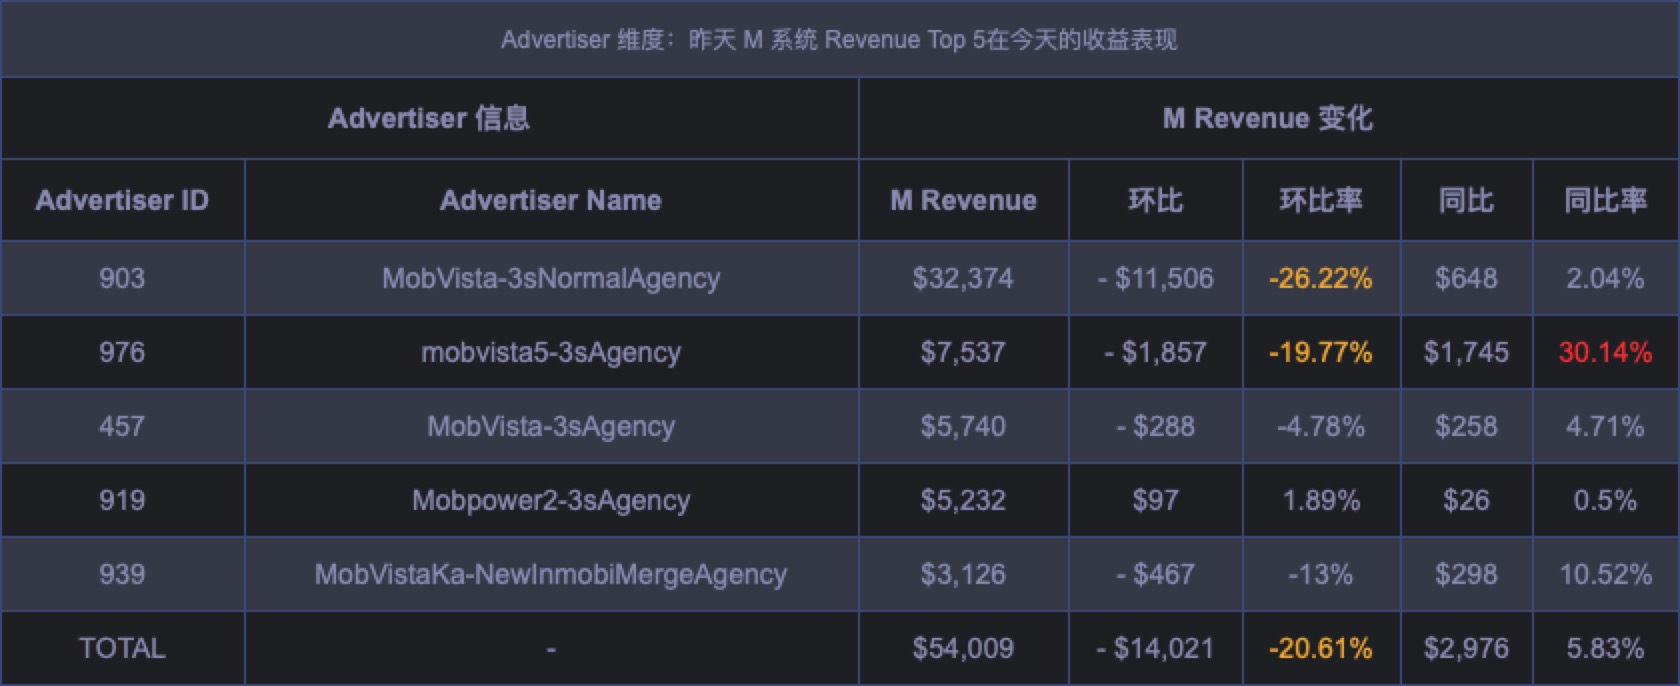 Advertiser 维度：昨天 M 系统 Revenue Top 5在今天的收益表现
Advertiser 信息 M Revenue 变化
Advertiser ID Advertiser Name M Revenue 环比 环比率 同比 同比率
903 MobVista-3sNormalAgency $32,374 - $11,506 -26.22% $648 2.04%
976 mobvista5-3sAgency $7,537 - $1,857 -19.77% $1,745 30.14%
457 MobVista-3sAgency $5,740 - $288 -4.78% $258 4.71%
919 Mobpower2-3sAgency $5,232 $97 1.89% $26 0.5%
939 MobVistaKa-NewInmobiMergeAgency $3,126 - $467 -13% $298 10.52%
TOTAL - $54,009 - $14,021 -20.61% $2,976 5.83%